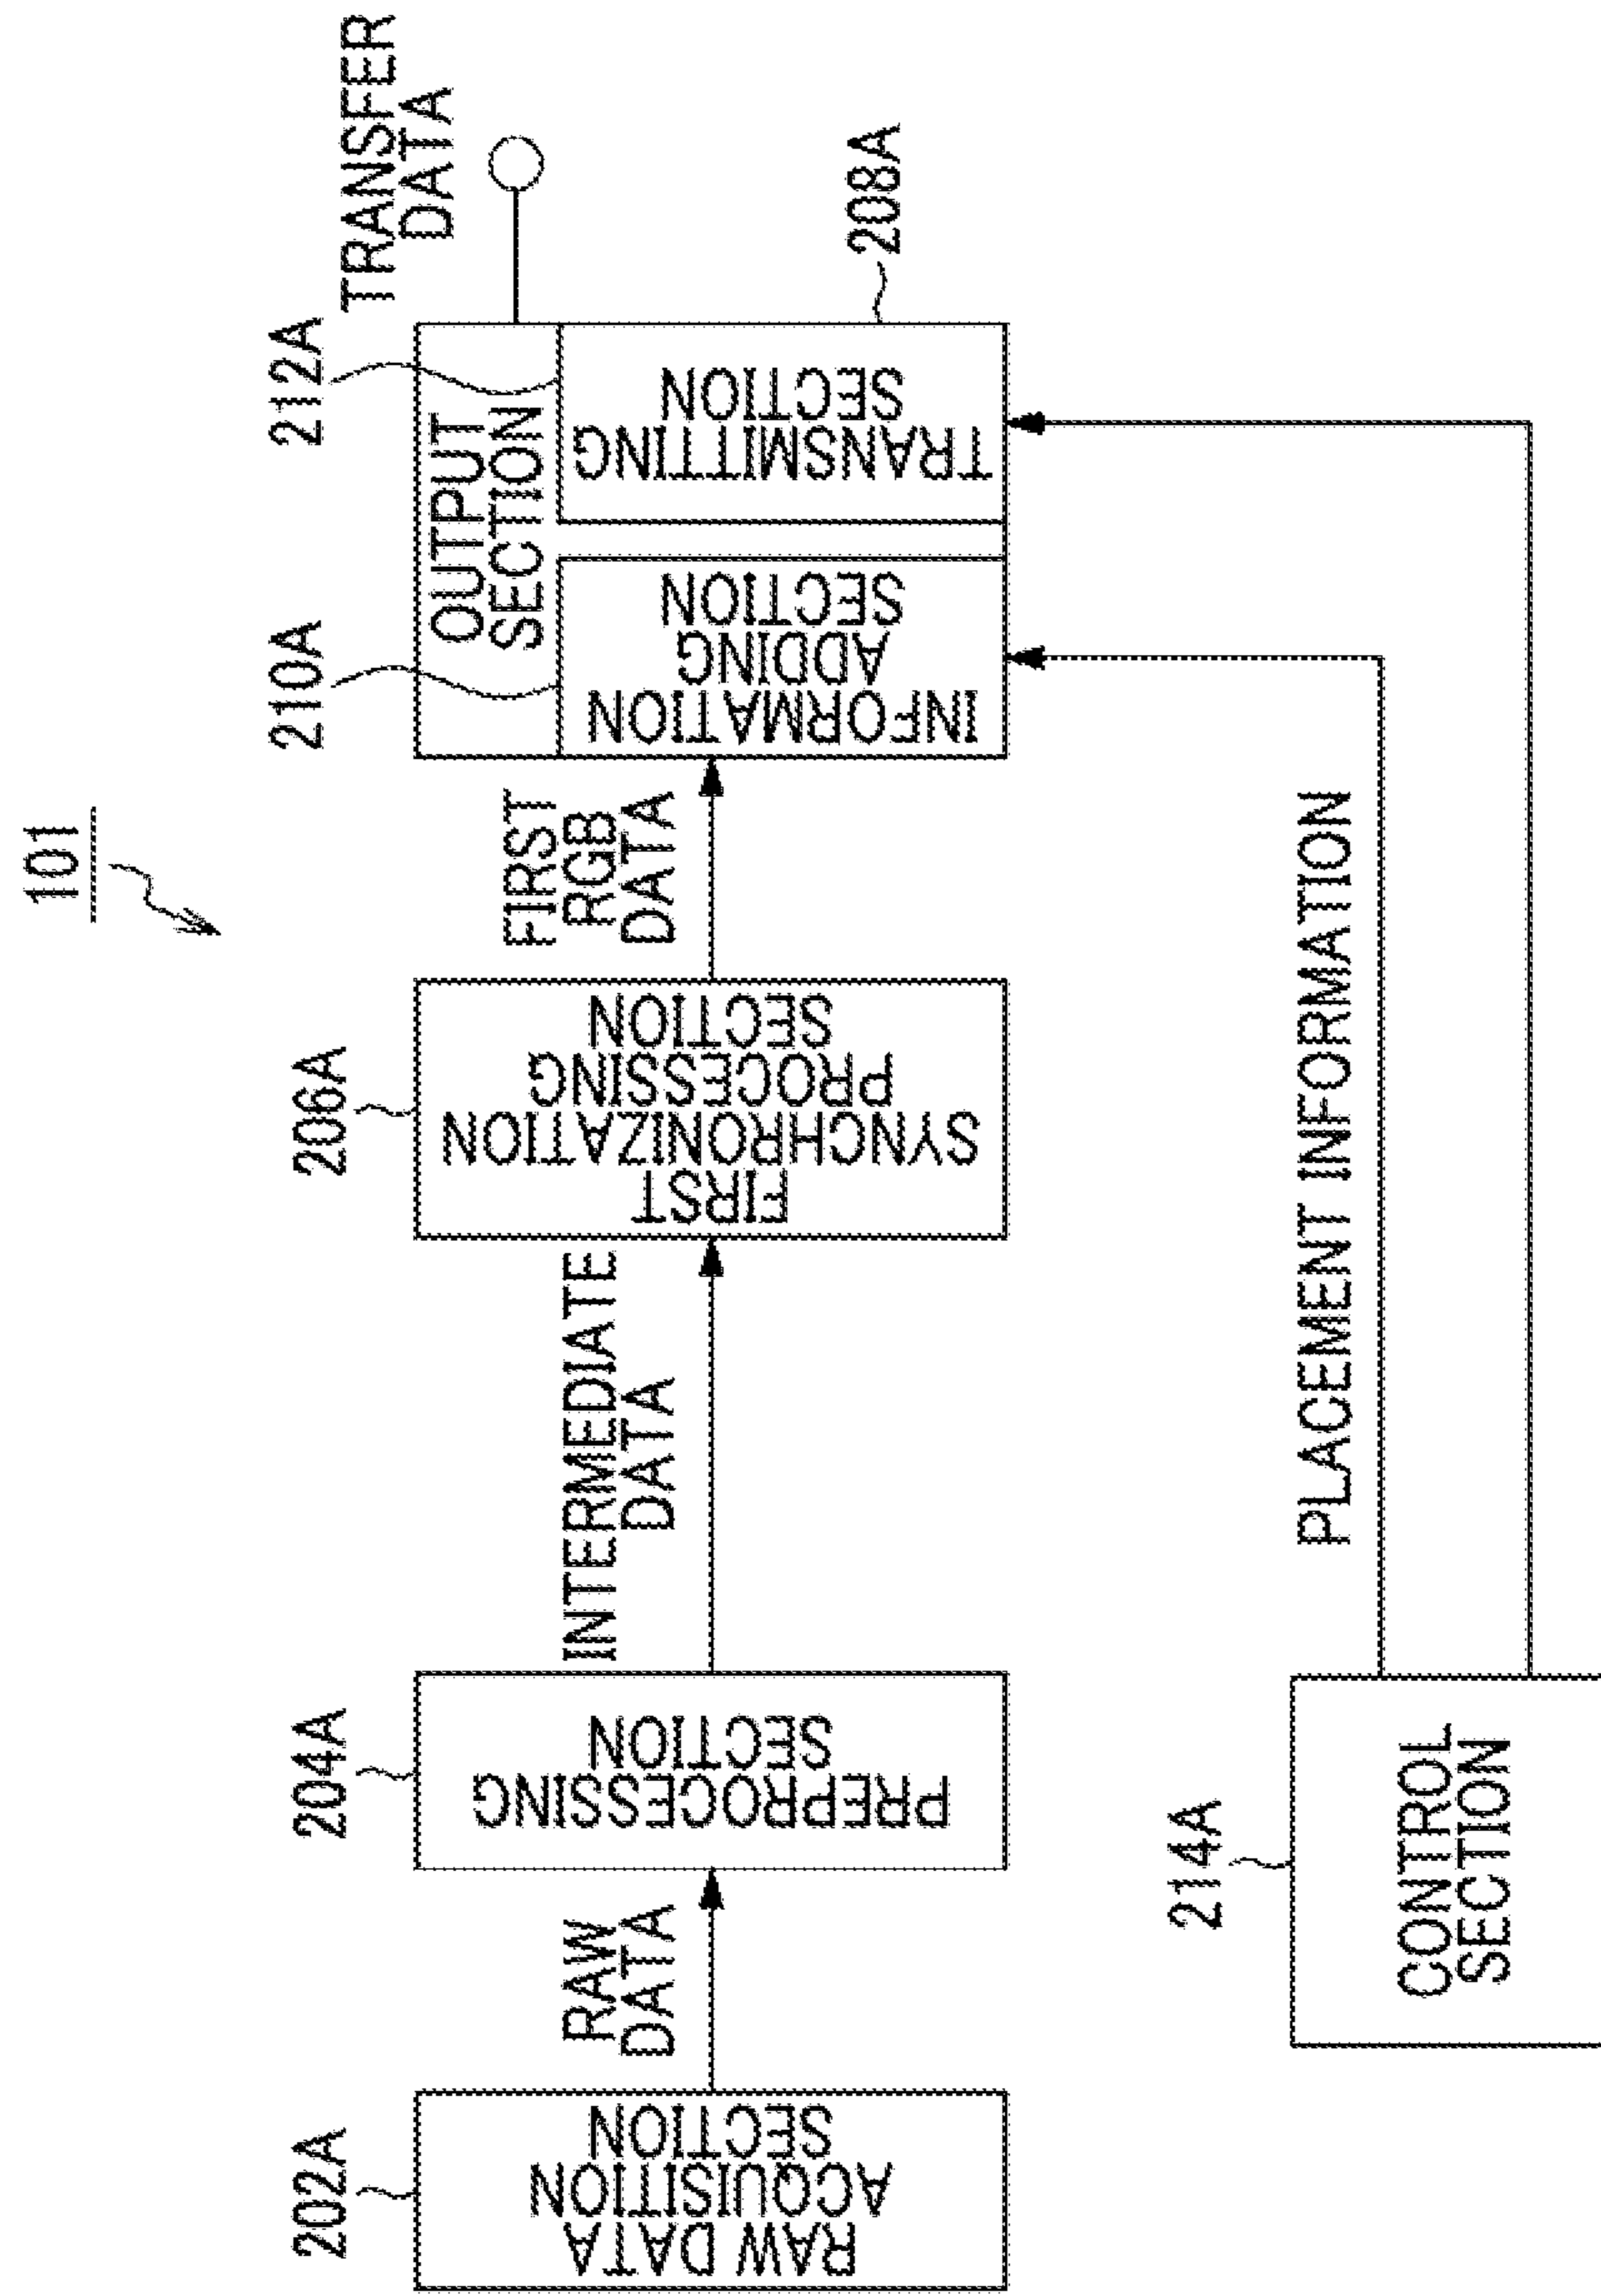 101
202A
RAW DATA
ACQUISITION
SECTION
RAW
DATA
204A
PREPROCESSING
SECTION
INTERMEDIATE
DATA
206A
FIRST
SYNCHRONIZATION
PROCESSING
SECTION
FIRST
RGB
DATA
210A
212A
OUTPUT
SECTION
INFORMATION
ADDING
SECTION
TRANSMITTING
SECTION
208A
TRANSFER
DATA
214A
CONTROL
SECTION
PLACEMENT INFORMATION